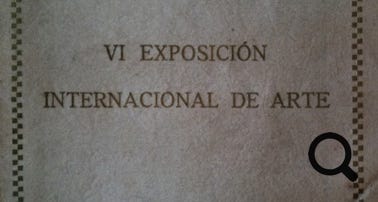 VI EXPOSICIÓN
INTERNACIONAL DE ARTE